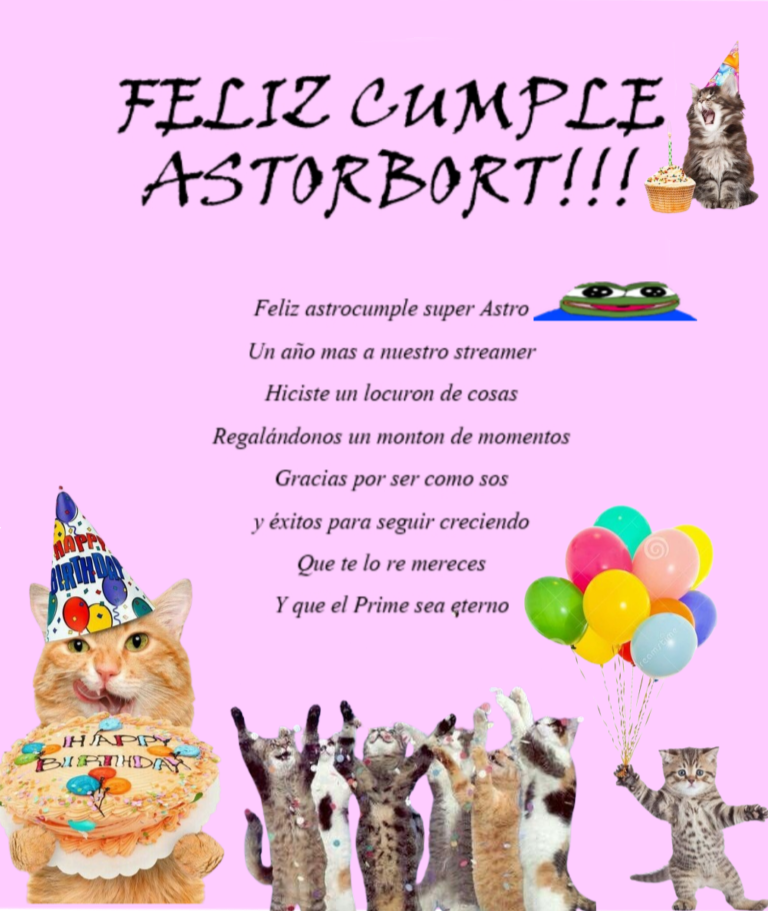 FELIZ CUMPLE
ASTORBORT!!!
Feliz astrocumple super Astro
Un año mas a nuestro streamer
Hiciste un locuron de cosas
Regalándonos un monton de momentos
Gracias por ser como sos
y éxitos para seguir creciendo
Que te lo re mereces
Y que el Prime sea eterno
HAPPY
BIRTHDAY
HAPPY
BIRTHDAY